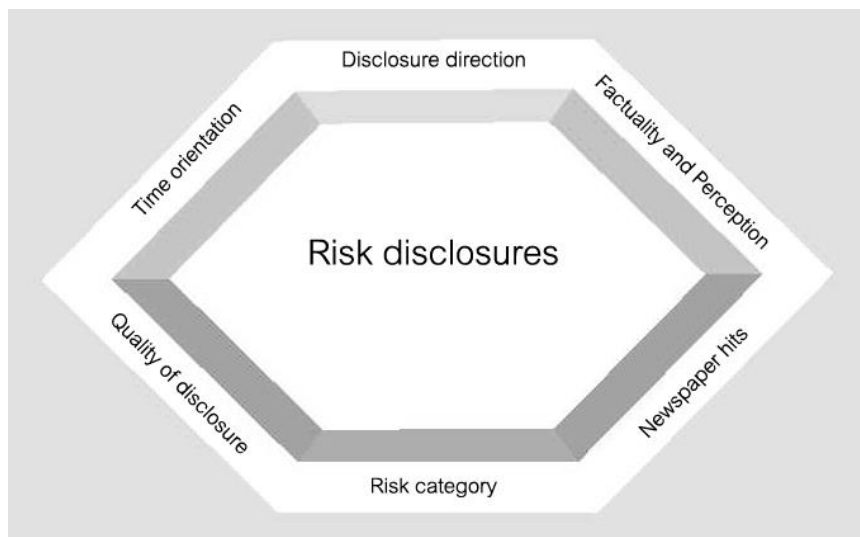 Disclosure direction
Time orientation
Factuality and Perception
Risk disclosures
Quality of disclosure
Newspaper hits
Risk category